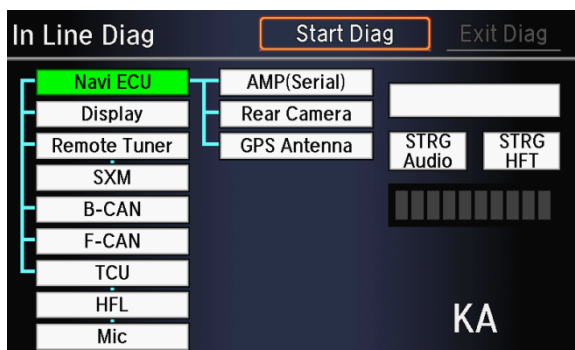 In Line Diag
Start Diag
Exit Diag
Navi ECU
AMP(Serial)
Display
Rear Camera
Remote Tuner
GPS Antenna
SXM
B-CAN
F-CAN
TCU
HFL
Mic
STRG
Audio
STRG
HFT
KA